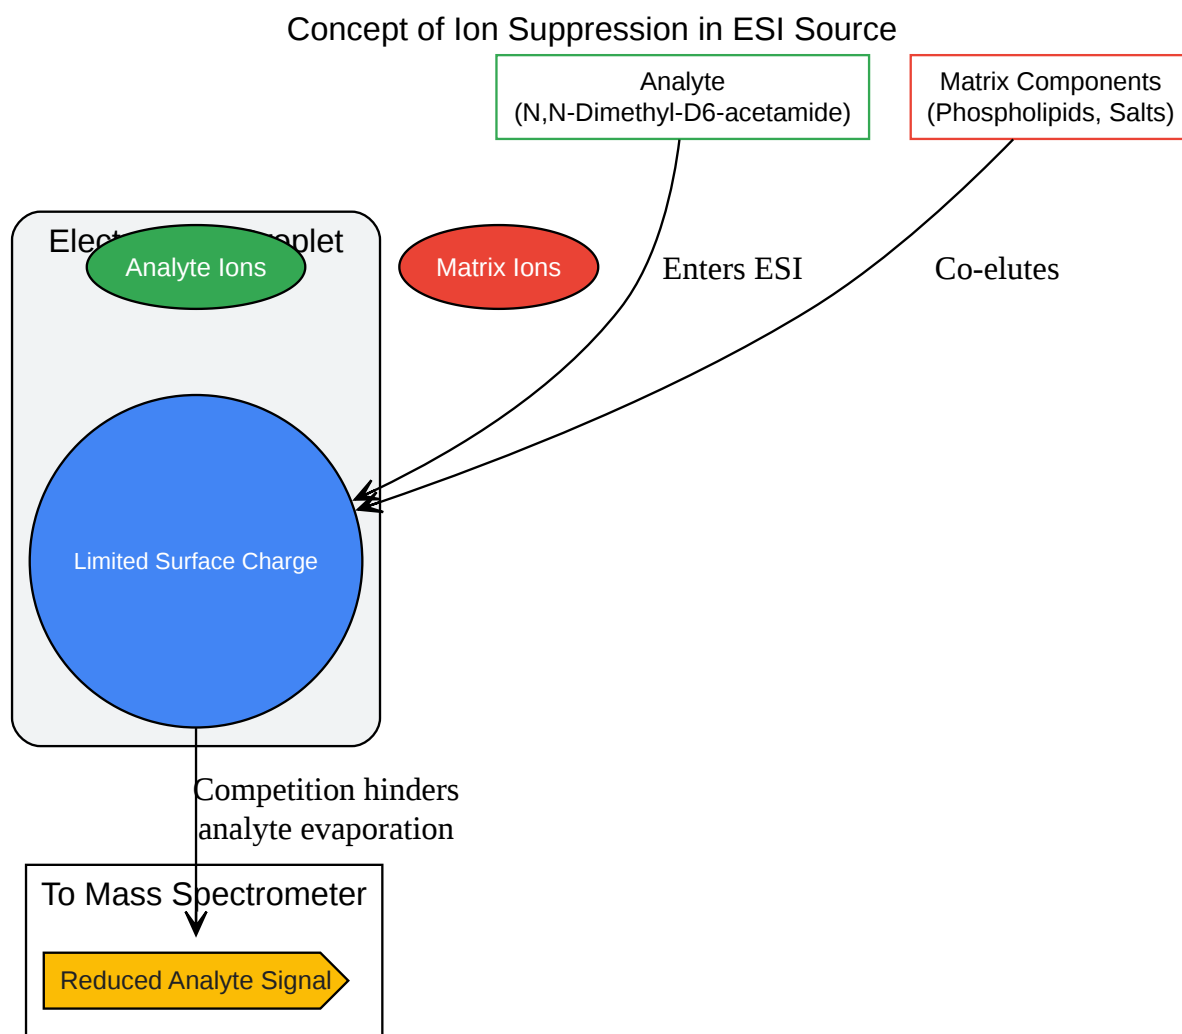 Concept of Ion Suppression in ESI Source
Analyte
(N,N-Dimethyl-D6-acetamide)
Matrix Components
(Phospholipids, Salts)
Analyte Ions
Matrix Ions
Enters ESI
Co-elutes
Limited Surface Charge
Competition hinders
analyte evaporation
To Mass Spectrometer
Reduced Analyte Signal